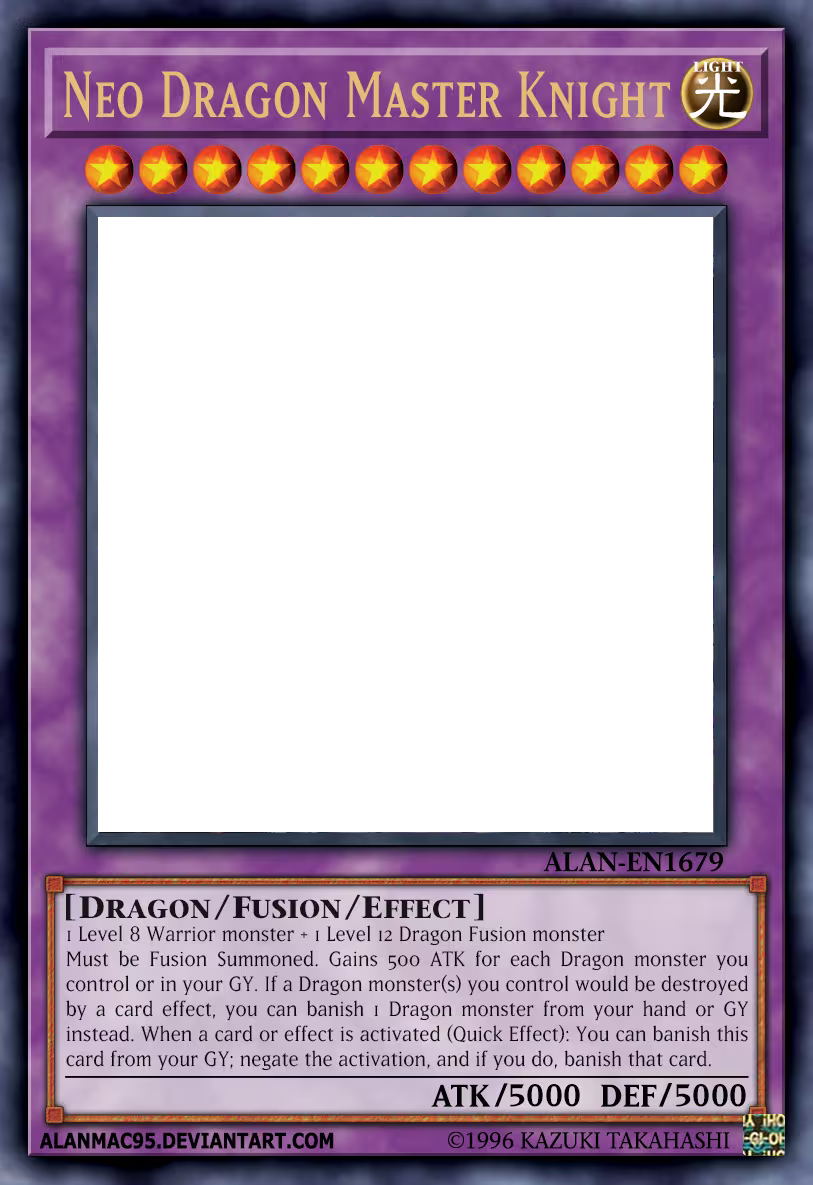 NEO DRAGON MASTER KNIGHT
LIGHT
光
ALAN-EN1679
[DRAGON/FUSION/EFFECT]
1 Level 8 Warrior monster + 1 Level 12 Dragon Fusion monster
Must be Fusion Summoned. Gains 500 ATK for each Dragon monster you
control or in your GY. If a Dragon monster(s) you control would be destroyed
by a card effect, you can banish 1 Dragon monster from your hand or GY
instead. When a card or effect is activated (Quick Effect): You can banish this
card from your GY; negate the activation, and if you do, banish that card.
ATK/5000 DEF/5000
ALANMAC95.DEVIANTART.COM
©1996 KAZUKI TAKAHASHI